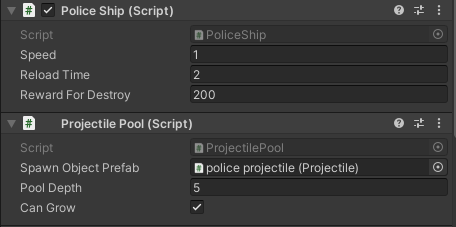 Police Ship (Script)
Script PoliceShip
Speed 1
Reload Time 2
Reward For Destroy 200
Projectile Pool (Script)
Script ProjectilePool
Spawn Object Prefab police projectile (Projectile)
Pool Depth 5
Can Grow